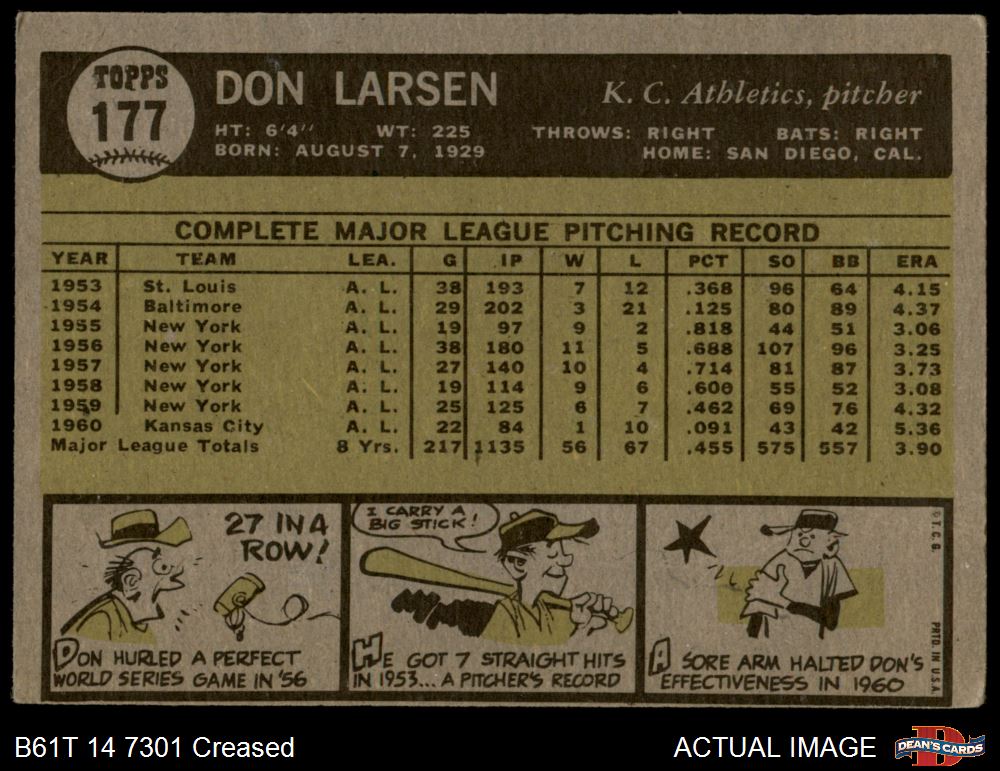 TOPPS
177
DON LARSEN
K. C. Athletics, pitcher
HT: 6'4" WT: 225 THROWS: RIGHT BATS: RIGHT
BORN: AUGUST 7, 1929 HOME: SAN DIEGO, CAL.
COMPLETE MAJOR LEAGUE PITCHING RECORD
YEAR TEAM LEA. G IP W L PCT SO BB ERA
1953 St. Louis A. L. 38 193 7 12 .368 96 64 4.15
1954 Baltimore A. L. 29 202 3 21 .125 80 89 4.37
1955 New York A. L. 19 97 9 2 .818 44 51 3.06
1956 New York A. L. 38 180 11 5 .688 107 96 3.25
1957 New York A. L. 27 140 10 4 .714 81 87 3.73
1958 New York A. L. 19 114 9 6 .600 55 52 3.08
1959 New York A. L. 25 125 6 7 .462 69 76 4.32
1960 Kansas City A. L. 22 84 1 10 .091 43 42 5.36
Major League Totals 8 Yrs. 217 1135 56 67 .455 575 557 3.90
27 IN A
ROW!
DON HURLED A PERFECT
WORLD SERIES GAME IN '56
I CARRY A
BIG STICK!
HE GOT 7 STRAIGHT HITS
IN 1953... A PITCHER'S RECORD
A SORE ARM HALTED DON'S
EFFECTIVENESS IN 1960
© T. C. G.
PRTD. IN U.S.A.
B61T 14 7301 Creased
ACTUAL IMAGE
D
DEAN'S CARDS